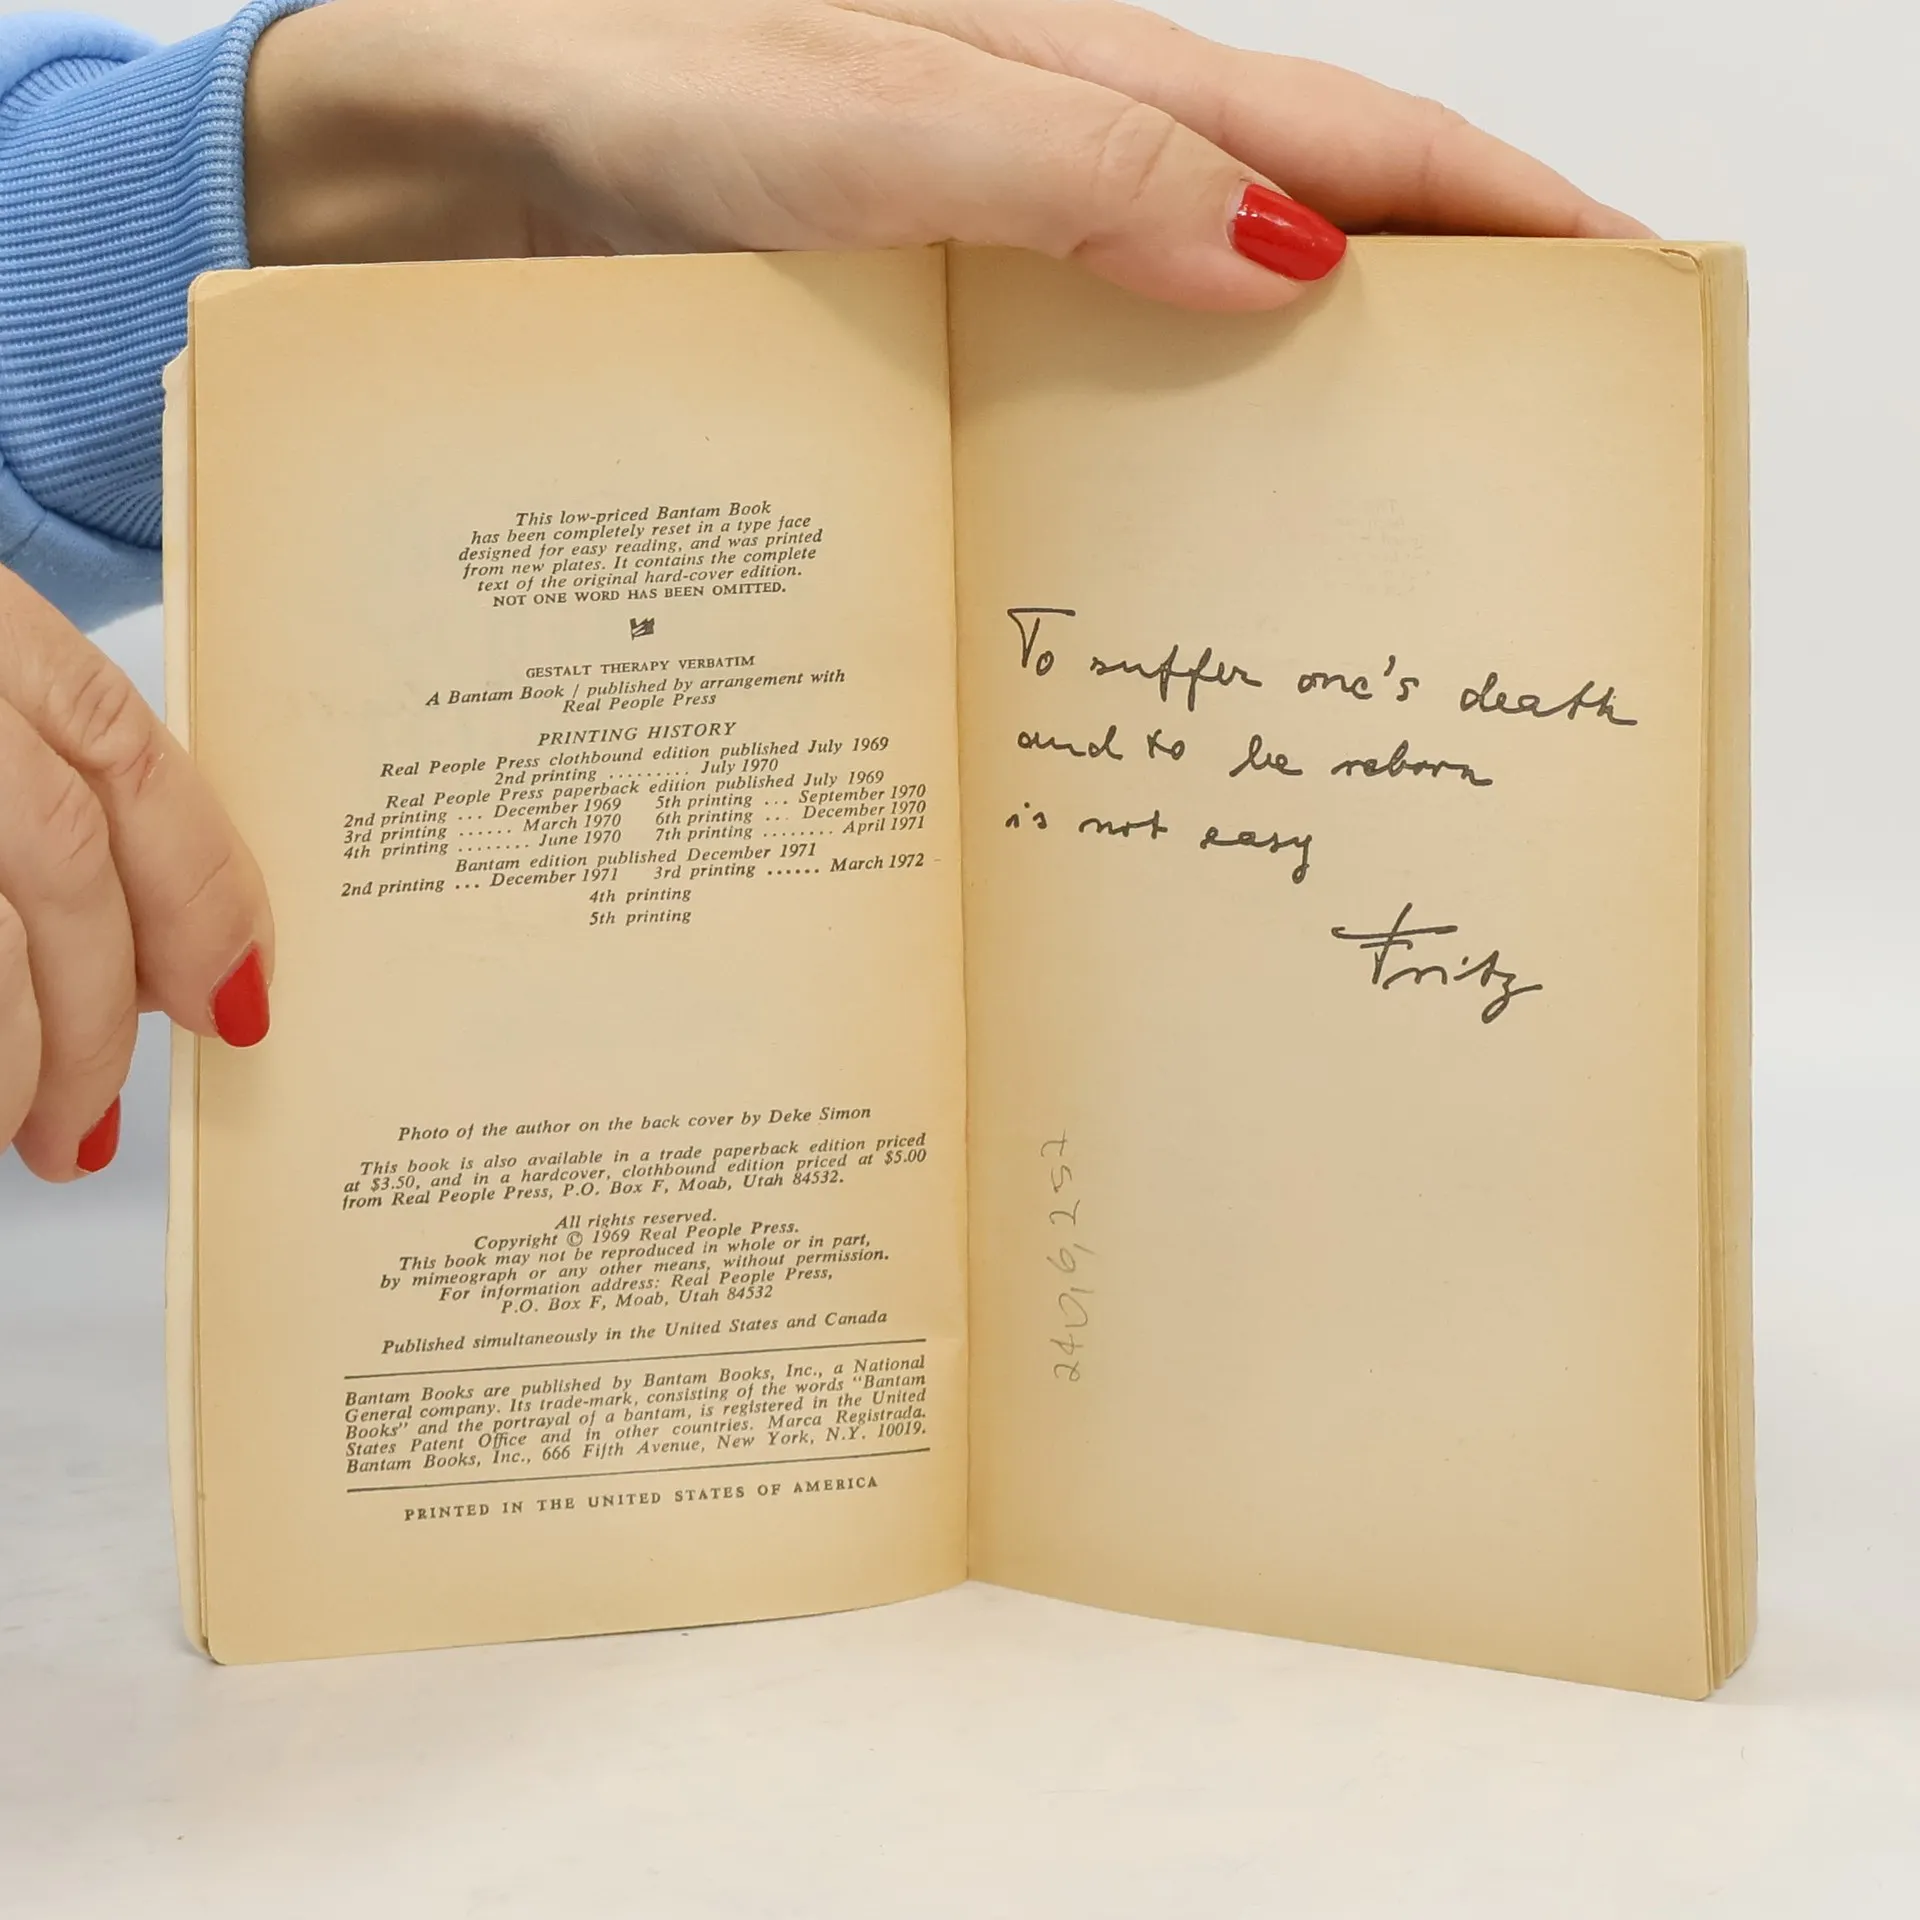 This low-priced Bantam Book
has been completely reset in a type face
designed for easy reading, and was printed
from new plates. It contains the complete
text of the original hard-cover edition.
NOT ONE WORD HAS BEEN OMITTED.
GESTALT THERAPY VERBATIM
A Bantam Book / published by arrangement with
Real People Press
PRINTING HISTORY
Real People Press clothbound edition published July 1969
2nd printing ......... July 1970
Real People Press paperback edition published July 1969
2nd printing ... December 1969 5th printing ... September 1970
3rd printing ...... March 1970 6th printing ... December 1970
4th printing ........ June 1970 7th printing ........ April 1971
Bantam edition published December 1971
2nd printing ... December 1971 3rd printing ...... March 1972
4th printing
5th printing
Photo of the author on the back cover by Deke Simon
This book is also available in a trade paperback edition priced
at $3.50, and in a hardcover, clothbound edition priced at $5.00
from Real People Press, P.O. Box F, Moab, Utah 84532.
All rights reserved.
Copyright © 1969 Real People Press.
This book may not be reproduced in whole or in part,
by mimeograph or any other means, without permission.
For information address: Real People Press,
P.O. Box F, Moab, Utah 84532
Published simultaneously in the United States and Canada
Bantam Books are published by Bantam Books, Inc., a National
General company. Its trade-mark, consisting of the words "Bantam
Books" and the portrayal of a bantam, is registered in the United
States Patent Office and in other countries. Marca Registrada.
Bantam Books, Inc., 666 Fifth Avenue, New York, N.Y. 10019.
PRINTED IN THE UNITED STATES OF AMERICA
To suffer one's death
and to be reborn
is not easy
Fritz